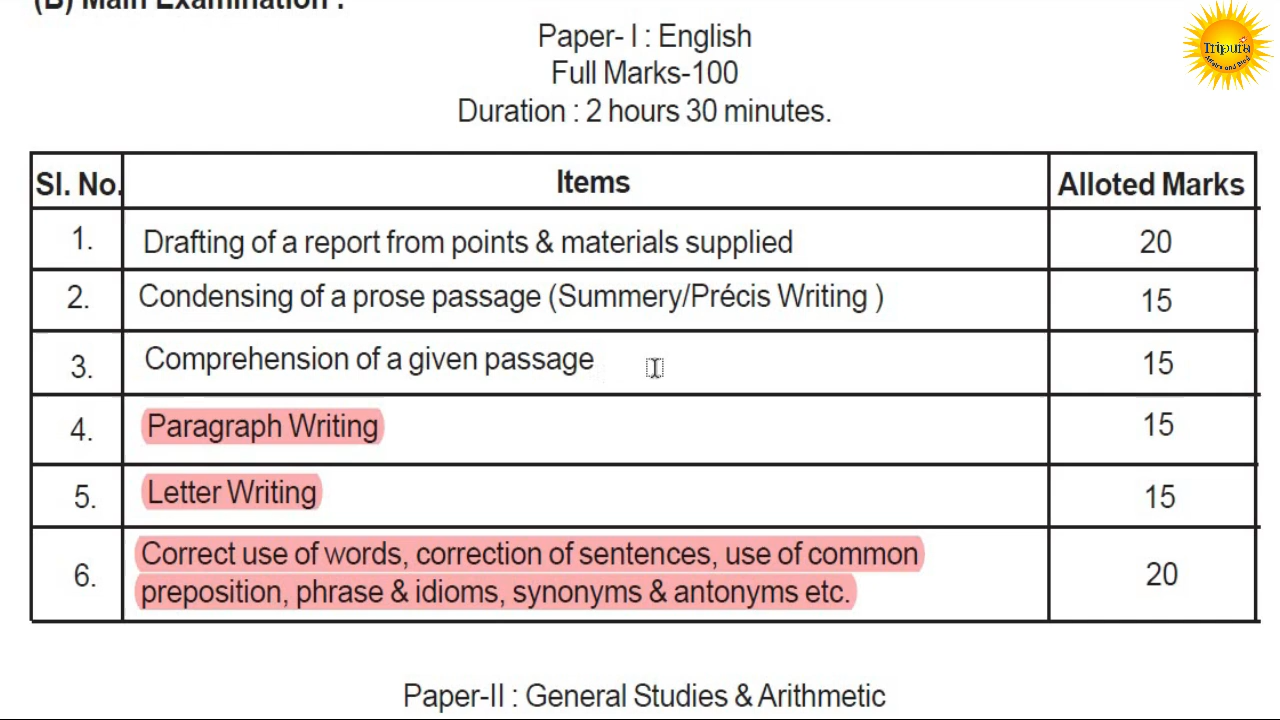 (B) Main Examination :
Paper- I : English
Full Marks-100
Duration : 2 hours 30 minutes.
Sl. No. Items Alloted Marks
1. Drafting of a report from points & materials supplied 20
2. Condensing of a prose passage (Summery/Précis Writing ) 15
3. Comprehension of a given passage 15
4. Paragraph Writing 15
5. Letter Writing 15
6. Correct use of words, correction of sentences, use of common 20
preposition, phrase & idioms, synonyms & antonyms etc.
Paper-II : General Studies & Arithmetic
Tripura
Affairs and Blog